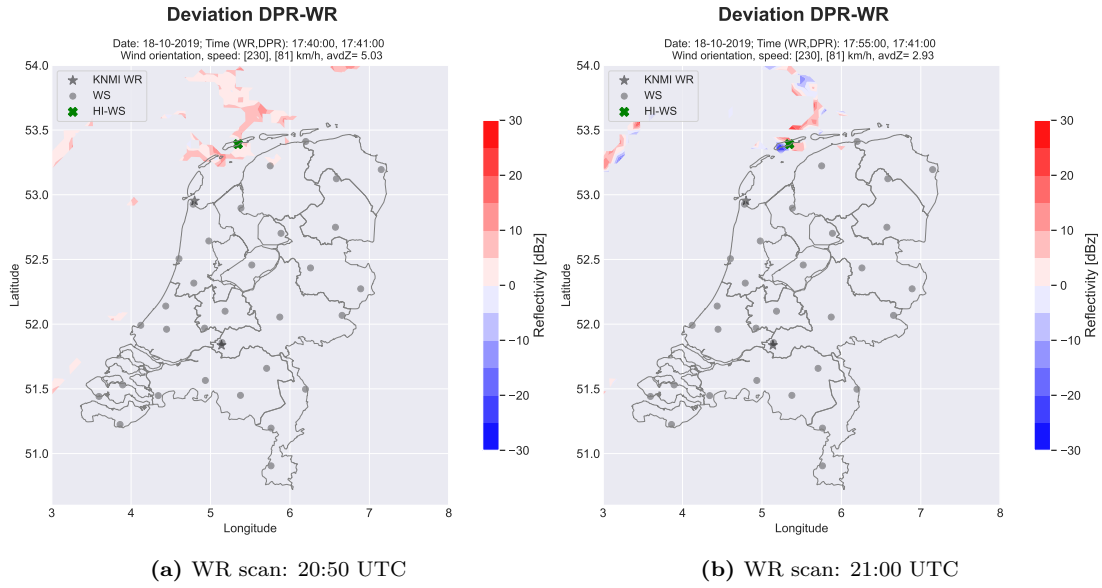 Deviation DPR-WR
Date: 18-10-2019; Time (WR,DPR): 17:40:00, 17:41:00
Wind orientation, speed: [230], [81] km/h, avdZ= 5.03
54.0
53.5
53.0
52.5
52.0
51.5
51.0
Latitude
KNMI WR
WS
HI-WS
3
4
5
6
7
8
Longitude
30
20
10
0
−10
−20
−30
Reflectivity [dBz]
(a) WR scan: 20:50 UTC
Deviation DPR-WR
Date: 18-10-2019; Time (WR,DPR): 17:55:00, 17:41:00
Wind orientation, speed: [230], [81] km/h, avdZ= 2.93
54.0
53.5
53.0
52.5
52.0
51.5
51.0
Latitude
KNMI WR
WS
HI-WS
3
4
5
6
7
8
Longitude
30
20
10
0
−10
−20
−30
Reflectivity [dBz]
(b) WR scan: 21:00 UTC